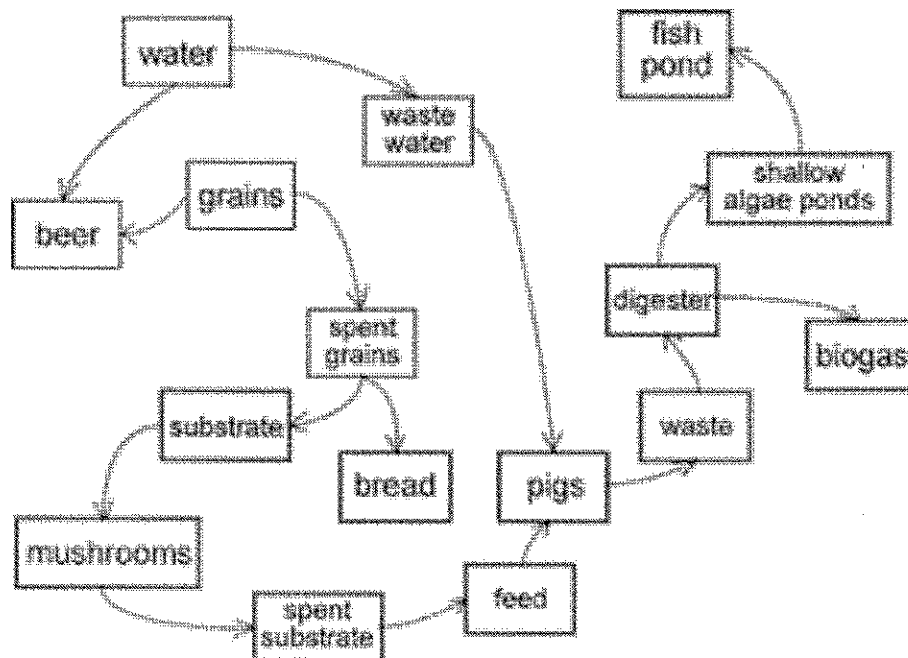 water
fish
pond
waste
water
shallow
algae ponds
grains
beer
digester
spent
grains
biogas
substrate
waste
bread
pigs
mushrooms
feed
spent
substrate